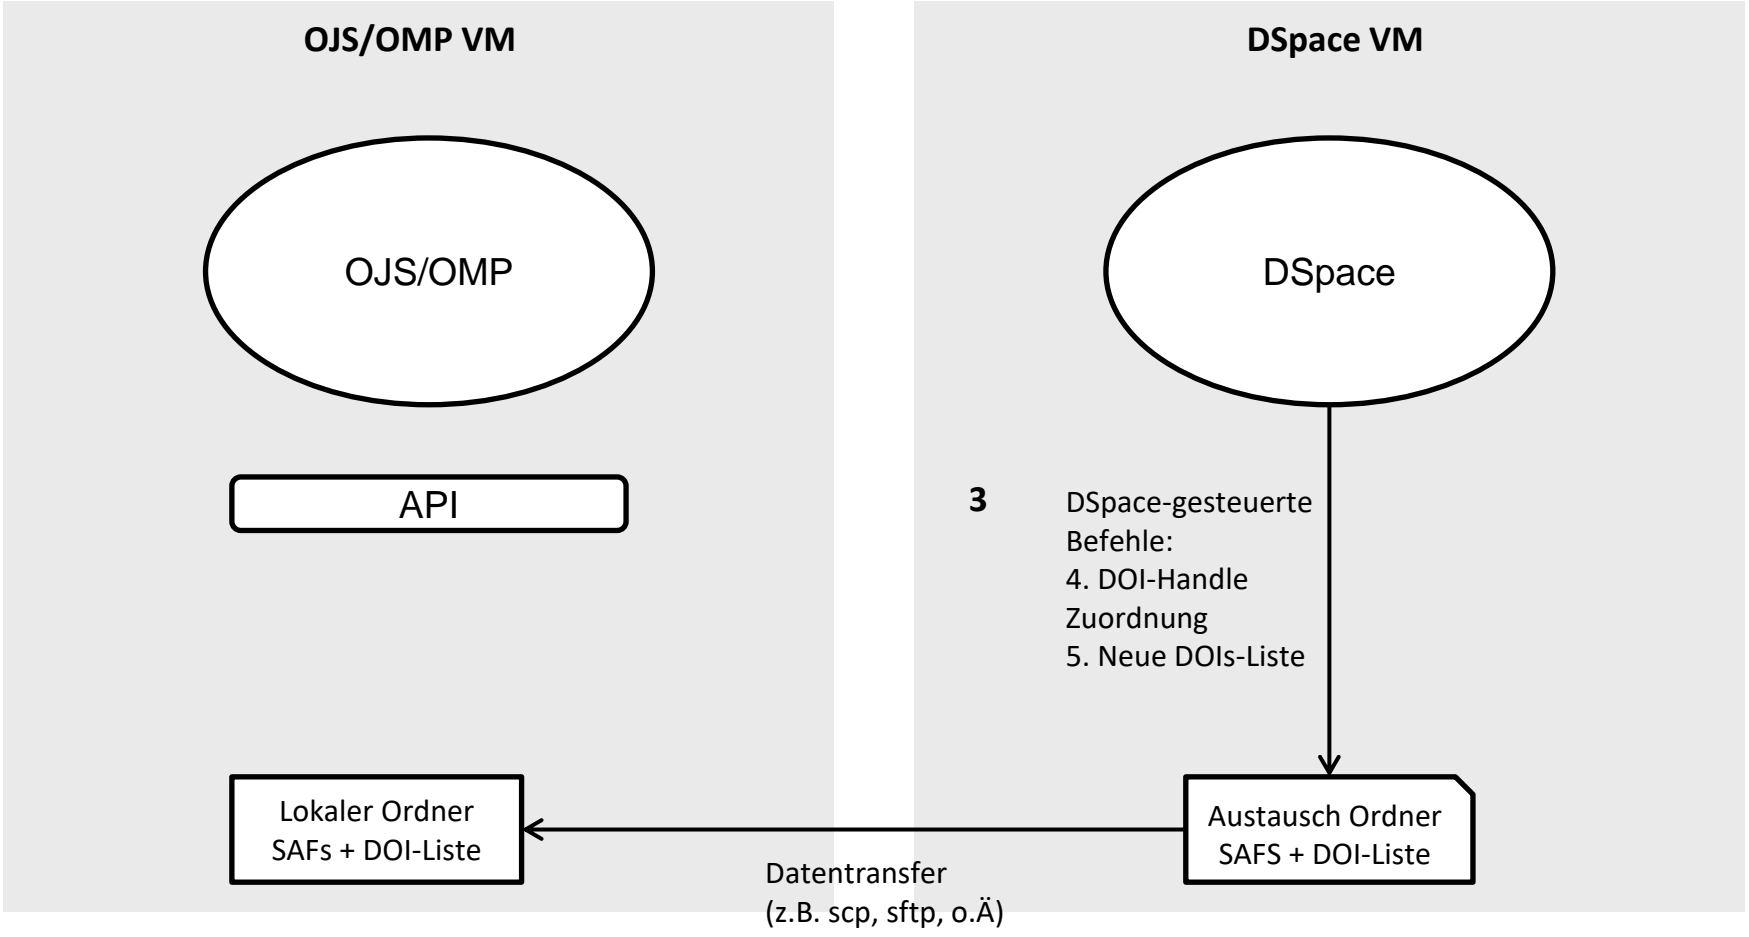 OJS/OMP VM
DSpace VM
OJS/OMP
DSpace
API
3
DSpace-gesteuerte
Befehle:
4. DOI-Handle
Zuordnung
5. Neue DOIs-Liste
Lokaler Ordner
SAFs + DOI-Liste
Austausch Ordner
SAFS + DOI-Liste
Datentransfer
(z.B. scp, sftp, o.Ä)